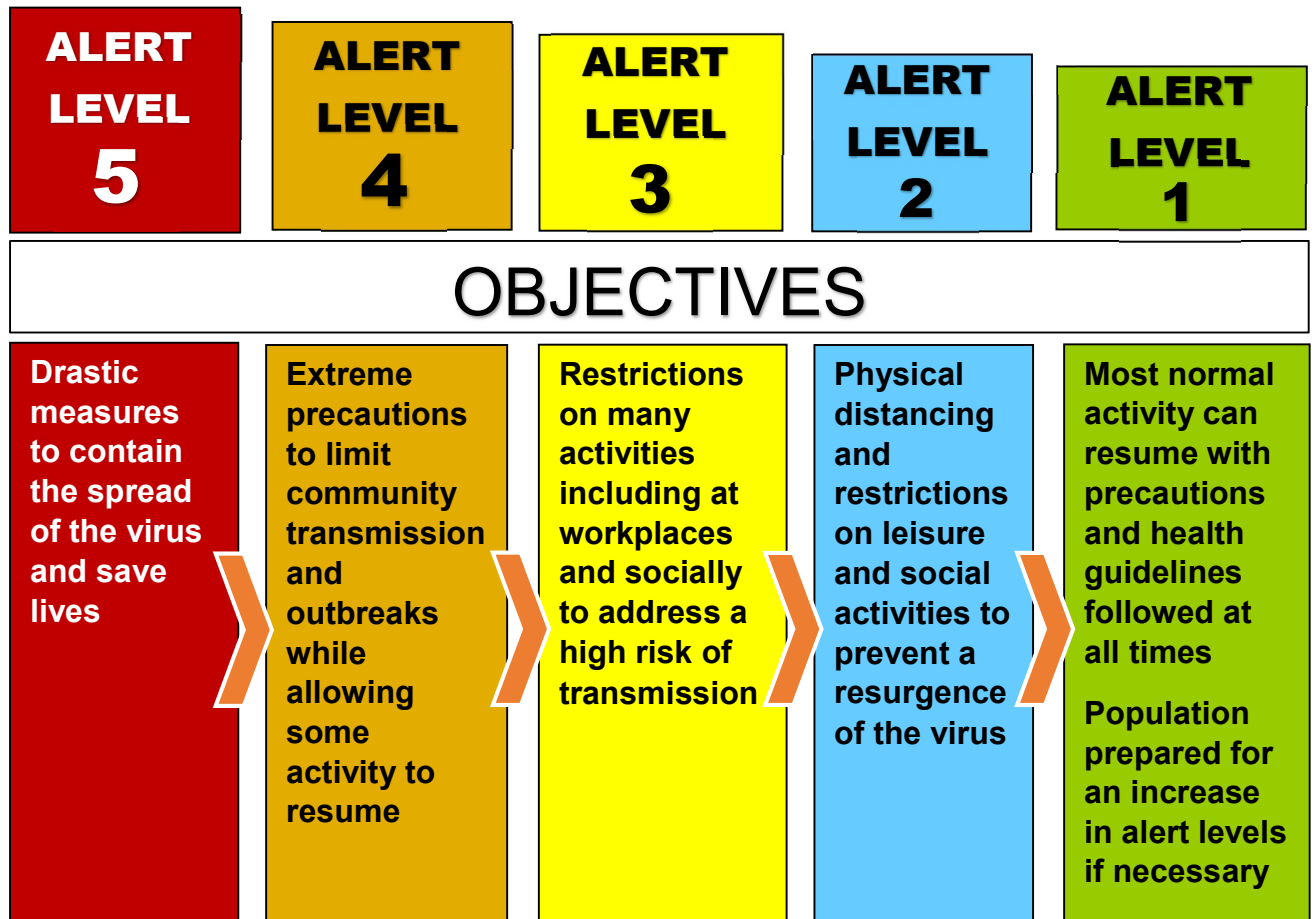 ALERT
LEVEL
5
ALERT
LEVEL
4
ALERT
LEVEL
3
ALERT
LEVEL
2
ALERT
LEVEL
1
OBJECTIVES
Drastic
measures
to contain
the spread
of the virus
and save
lives
Extreme
precautions
to limit
community
transmission
and
outbreaks
while
allowing
some
activity to
resume
Restrictions
on many
activities
including at
workplaces
and socially
to address a
high risk of
transmission
Physical
distancing
and
restrictions
on leisure
and social
activities to
prevent a
resurgence
of the virus
Most normal
activity can
resume with
precautions
and health
guidelines
followed at
all times
Population
prepared for
an increase
in alert levels
if necessary